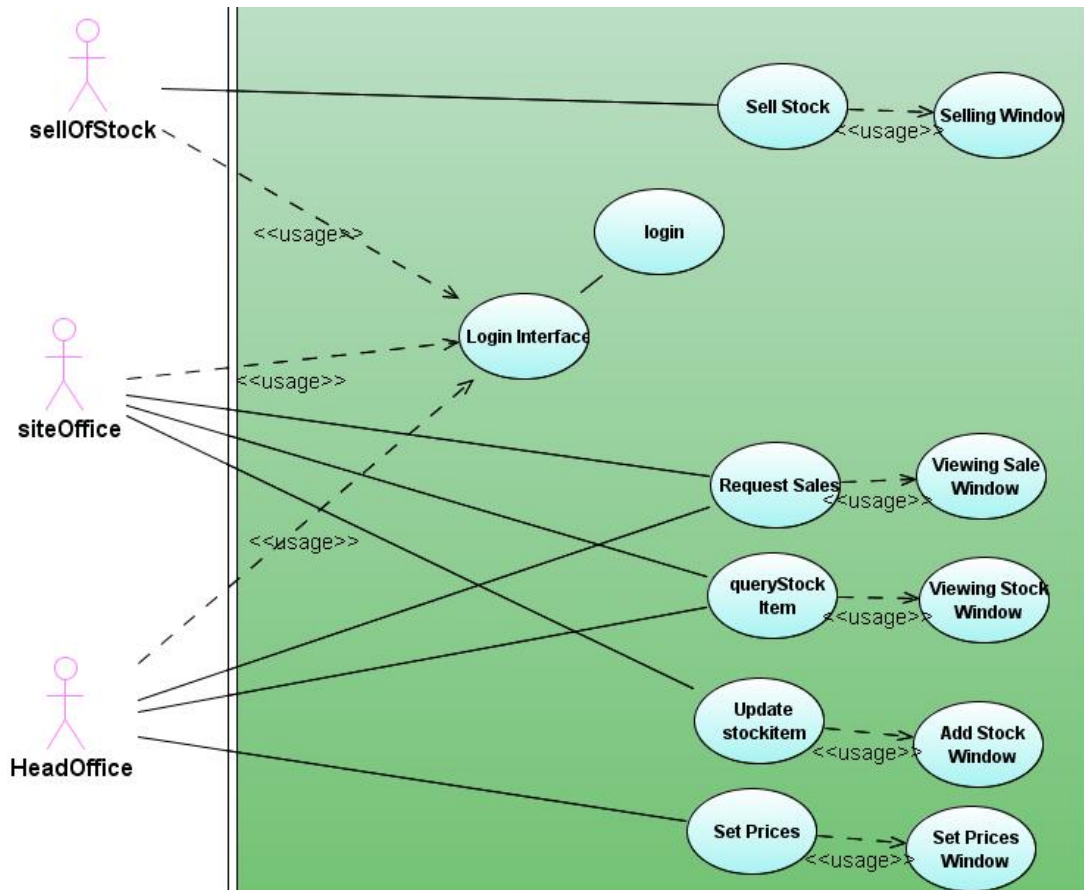 sellOfStock
Sell Stock
<<usage>>
Selling Window
<<usage>>
login
Login Interface
siteOffice
<<usage>>
Request Sales
<<usage>>
Viewing Sale
Window
<<usage>>
queryStock
Item
<<usage>>
Viewing Stock
Window
HeadOffice
Update
stockitem
<<usage>>
Add Stock
Window
Set Prices
<<usage>>
Set Prices
Window